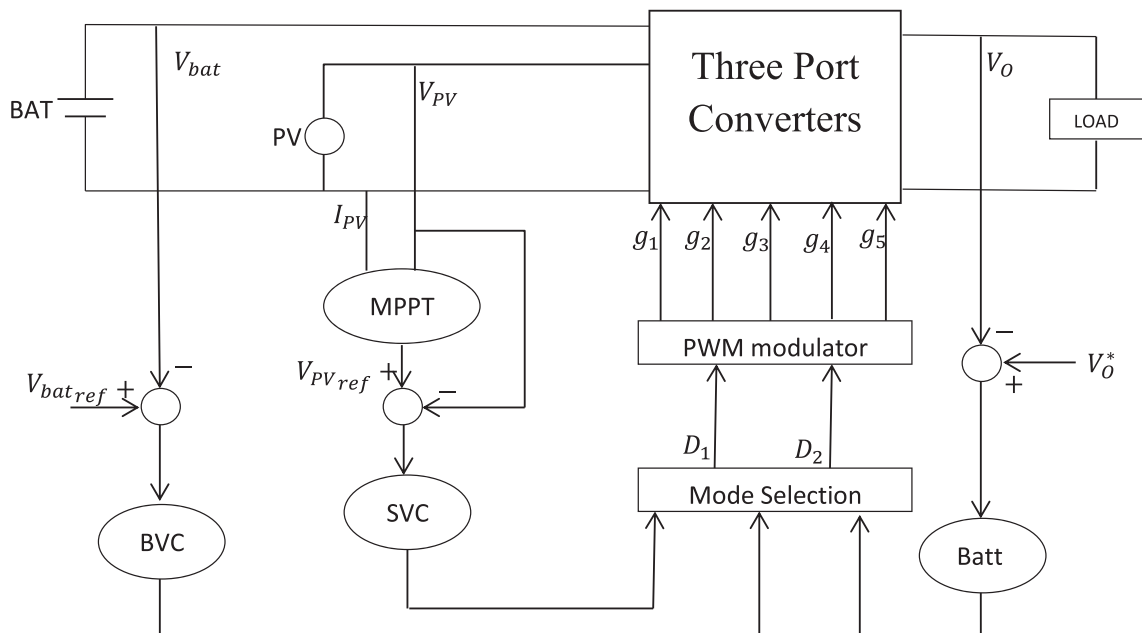 Three Port
Converters
V_bat
V_PV
V_O
BAT
PV
LOAD
I_PV
g_1 g_2 g_3 g_4 g_5
MPPT
PWM modulator
−
V_bat_ref +
−
V_PV_ref +
−
+
V_O^*
D_1 D_2
Mode Selection
SVC
BVC
Batt